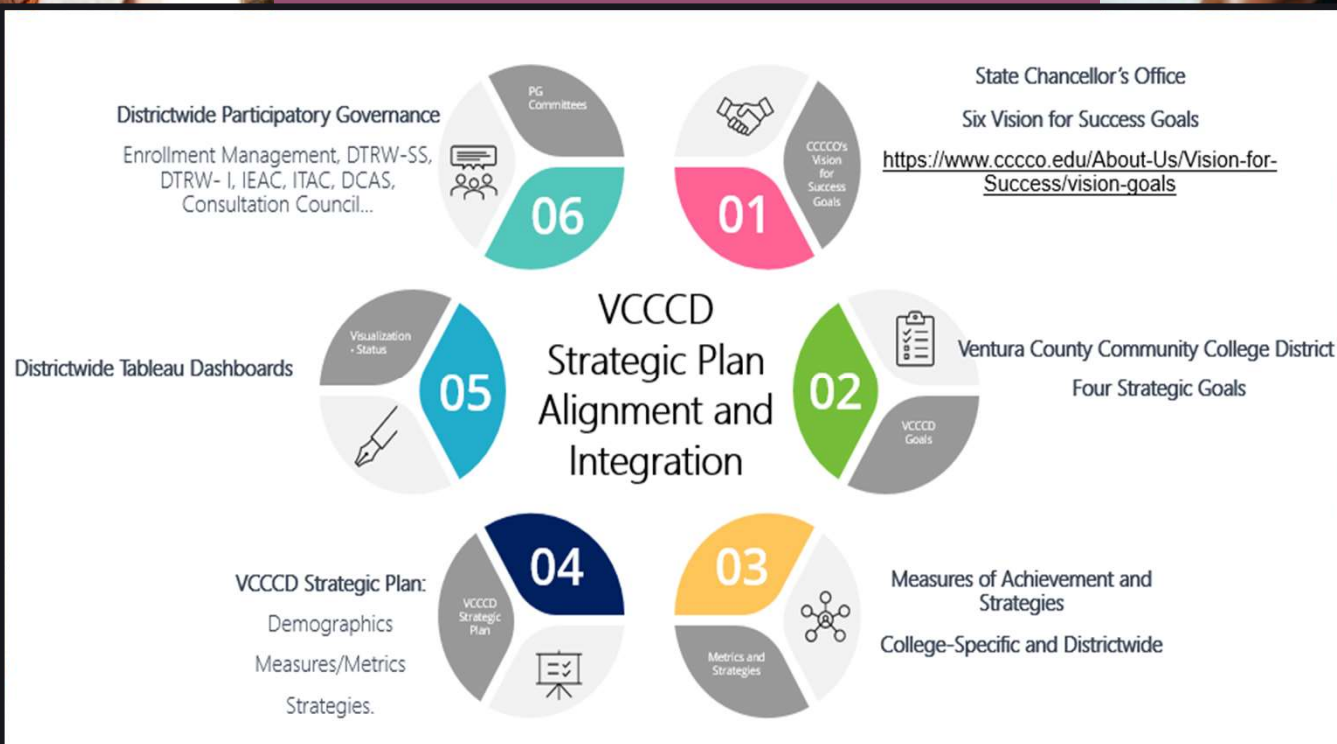 VCCCD
Strategic Plan
Alignment and
Integration
01
CCCCO's
Vision
for
Success
Goals
State Chancellor's Office
Six Vision for Success Goals
https://www.cccco.edu/About-Us/Vision-for-
Success/vision-goals
02
VCCCD
Goals
Ventura County Community College District
Four Strategic Goals
03
Metrics and
Strategies
Measures of Achievement and
Strategies
College-Specific and Districtwide
04
VCCCD
Strategic
Plan
VCCCD Strategic Plan:
Demographics
Measures/Metrics
Strategies.
05
Visualization
- Status
Districtwide Tableau Dashboards
06
PG
Committees
Districtwide Participatory Governance
Enrollment Management, DTRW-SS,
DTRW- I, IEAC, ITAC, DCAS,
Consultation Council...